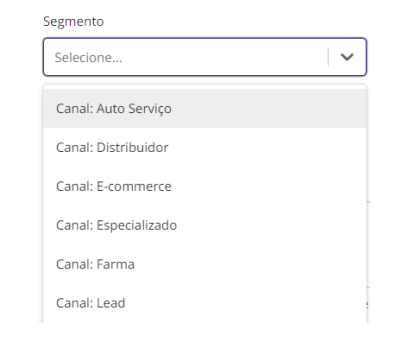 Segmento
Selecione...
Canal: Auto Serviço
Canal: Distribuidor
Canal: E-commerce
Canal: Especializado
Canal: Farma
Canal: Lead